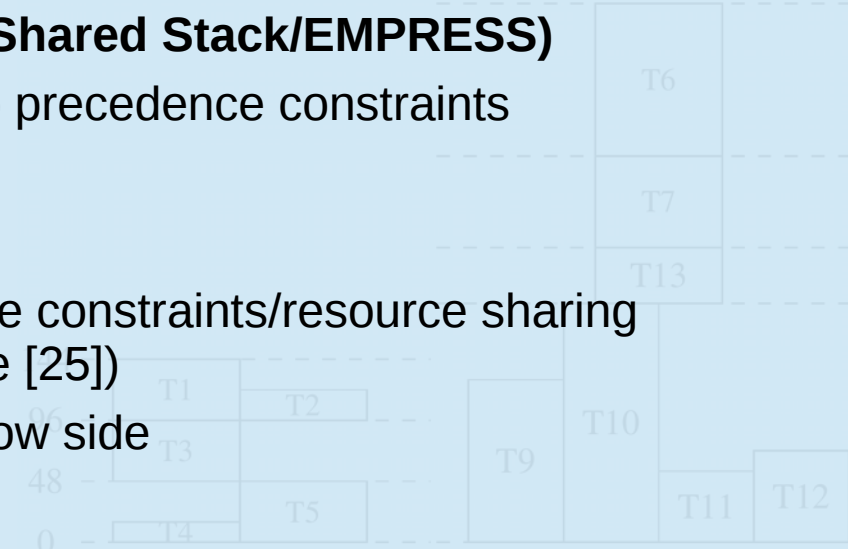 Shared Stack/EMPRESS)
precedence constraints
e constraints/resource sharing
e [25])
ow side
T6
T7
T13
T1
T2
96
T3
T10
T9
48
T5
T11
T12
0
T4